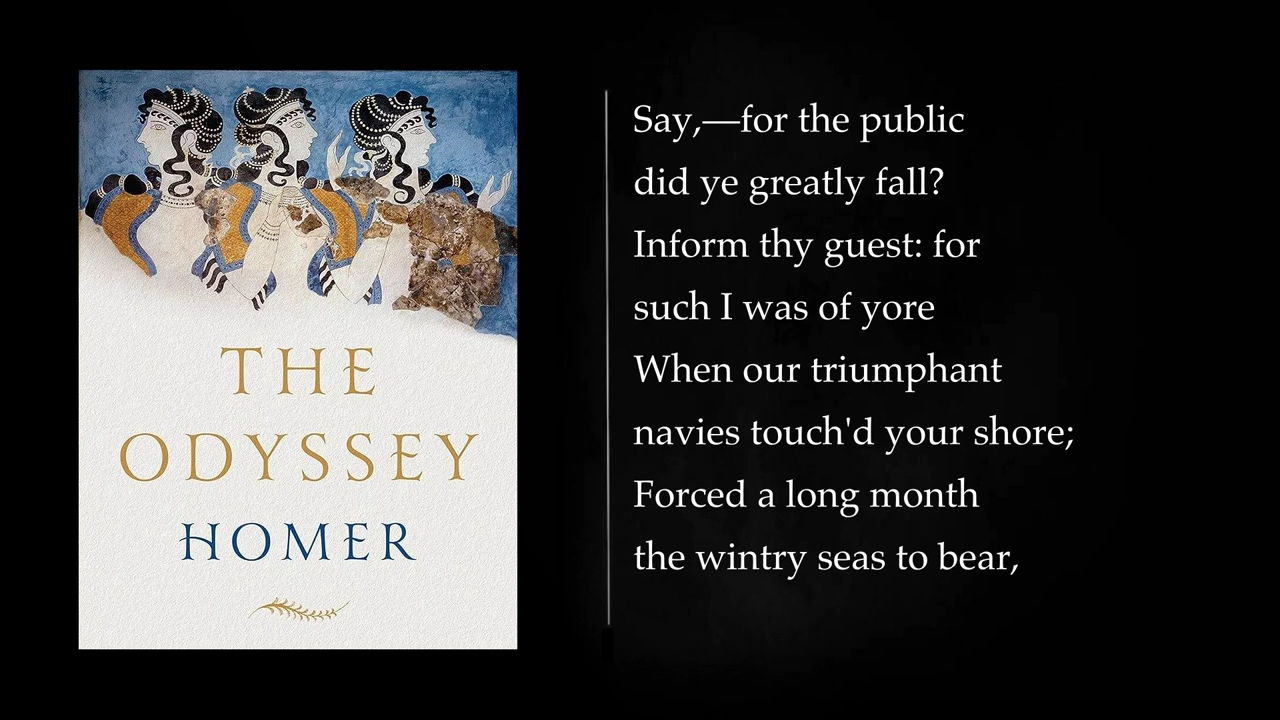 THE
ODYSSEY
HOMER
Say,—for the public
did ye greatly fall?
Inform thy guest: for
such I was of yore
When our triumphant
navies touch'd your shore;
Forced a long month
the wintry seas to bear,